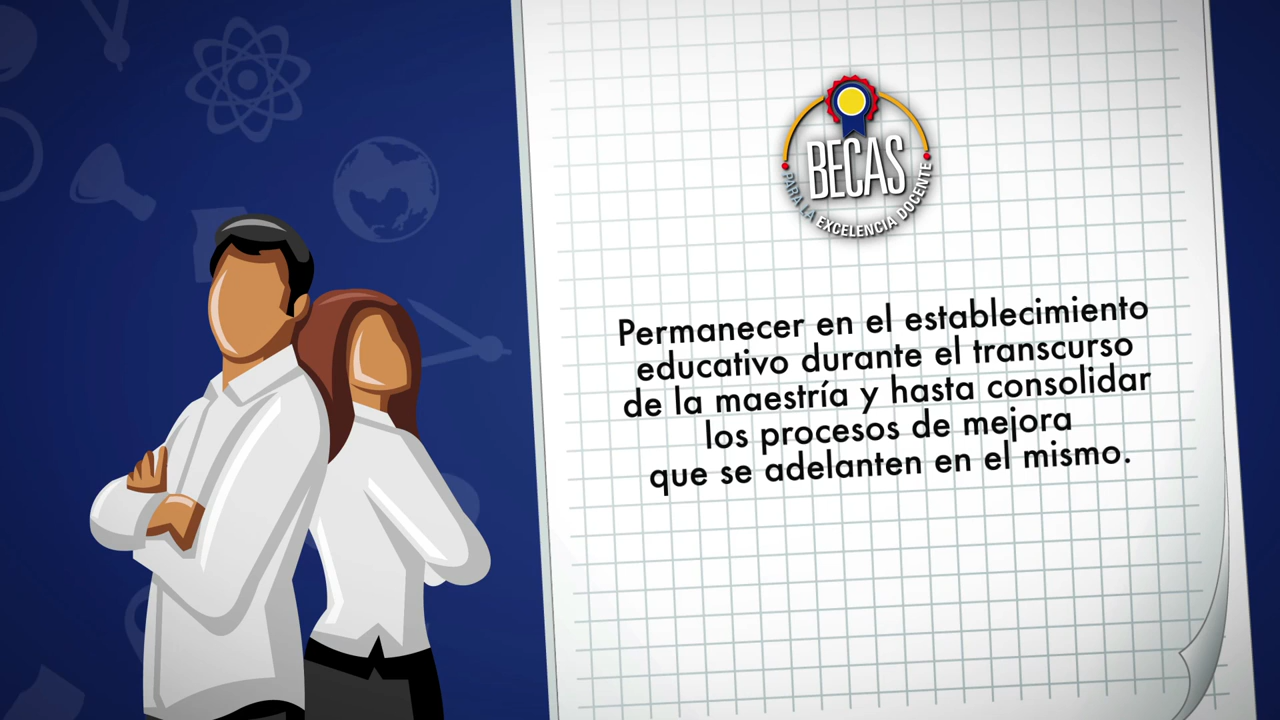 BECAS
PARA LA EXCELENCIA DOCENTE
Permanecer en el establecimiento
educativo durante el transcurso
de la maestría y hasta consolidar
los procesos de mejora
que se adelanten en el mismo.